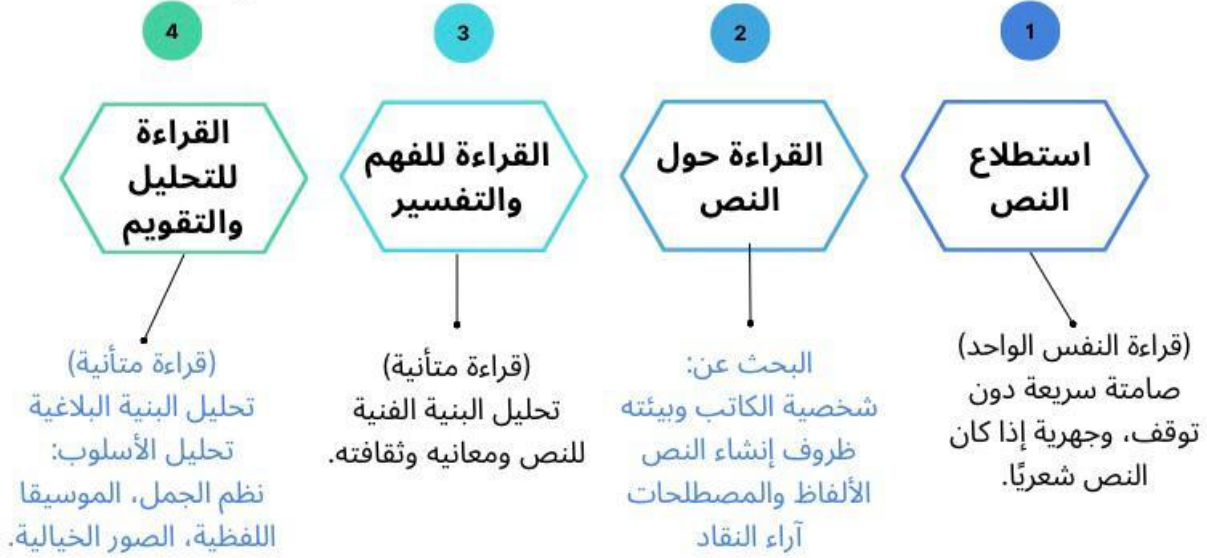 1
استطلاع
النص
(قراءة النفس الواحد)
صامتة سريعة دون
توقف، وجهرية إذا كان
النص شعريًا.
2
القراءة حول
النص
البحث عن:
شخصية الكاتب وبيئته
ظروف إنشاء النص
الألفاظ والمصطلحات
آراء النقاد
3
القراءة للفهم
والتفسير
(قراءة متأنية)
تحليل البنية الفنية
للنص ومعانيه وثقافته.
4
القراءة
للتحليل
والتقويم
(قراءة متأنية)
تحليل البنية البلاغية
تحليل الأسلوب:
نظم الجمل، الموسيقا
اللفظية، الصور الخيالية.